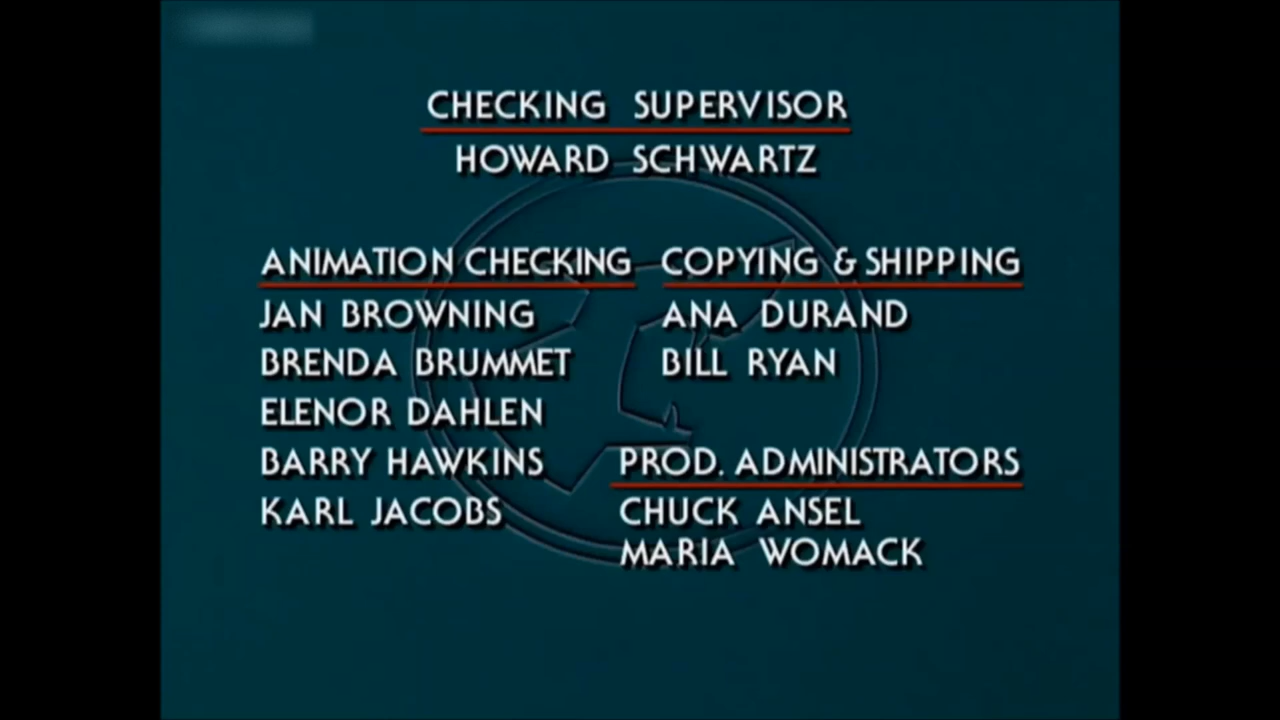 CHECKING SUPERVISOR
HOWARD SCHWARTZ
ANIMATION CHECKING
JAN BROWNING
BRENDA BRUMMET
ELENOR DAHLEN
BARRY HAWKINS
KARL JACOBS
COPYING & SHIPPING
ANA DURAND
BILL RYAN
PROD. ADMINISTRATORS
CHUCK ANSEL
MARIA WOMACK